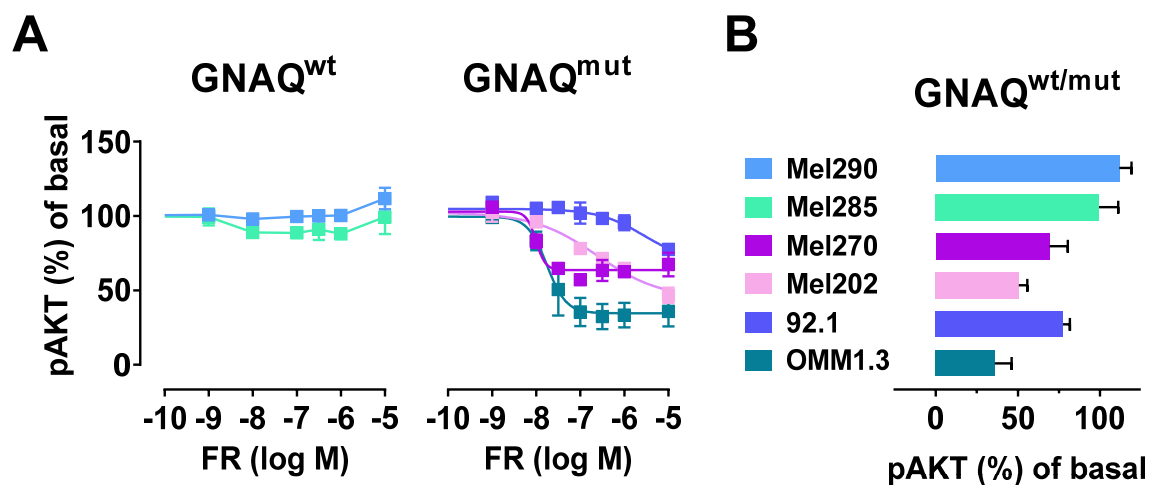 A
GNAQwt
GNAQmut
pAKT (%) of basal
150
100
50
0
-10 -9 -8 -7 -6 -5
-10 -9 -8 -7 -6 -5
FR (log M)
FR (log M)
B
GNAQwt/mut
Mel290
Mel285
Mel270
Mel202
92.1
OMM1.3
0 50 100
pAKT (%) of basal